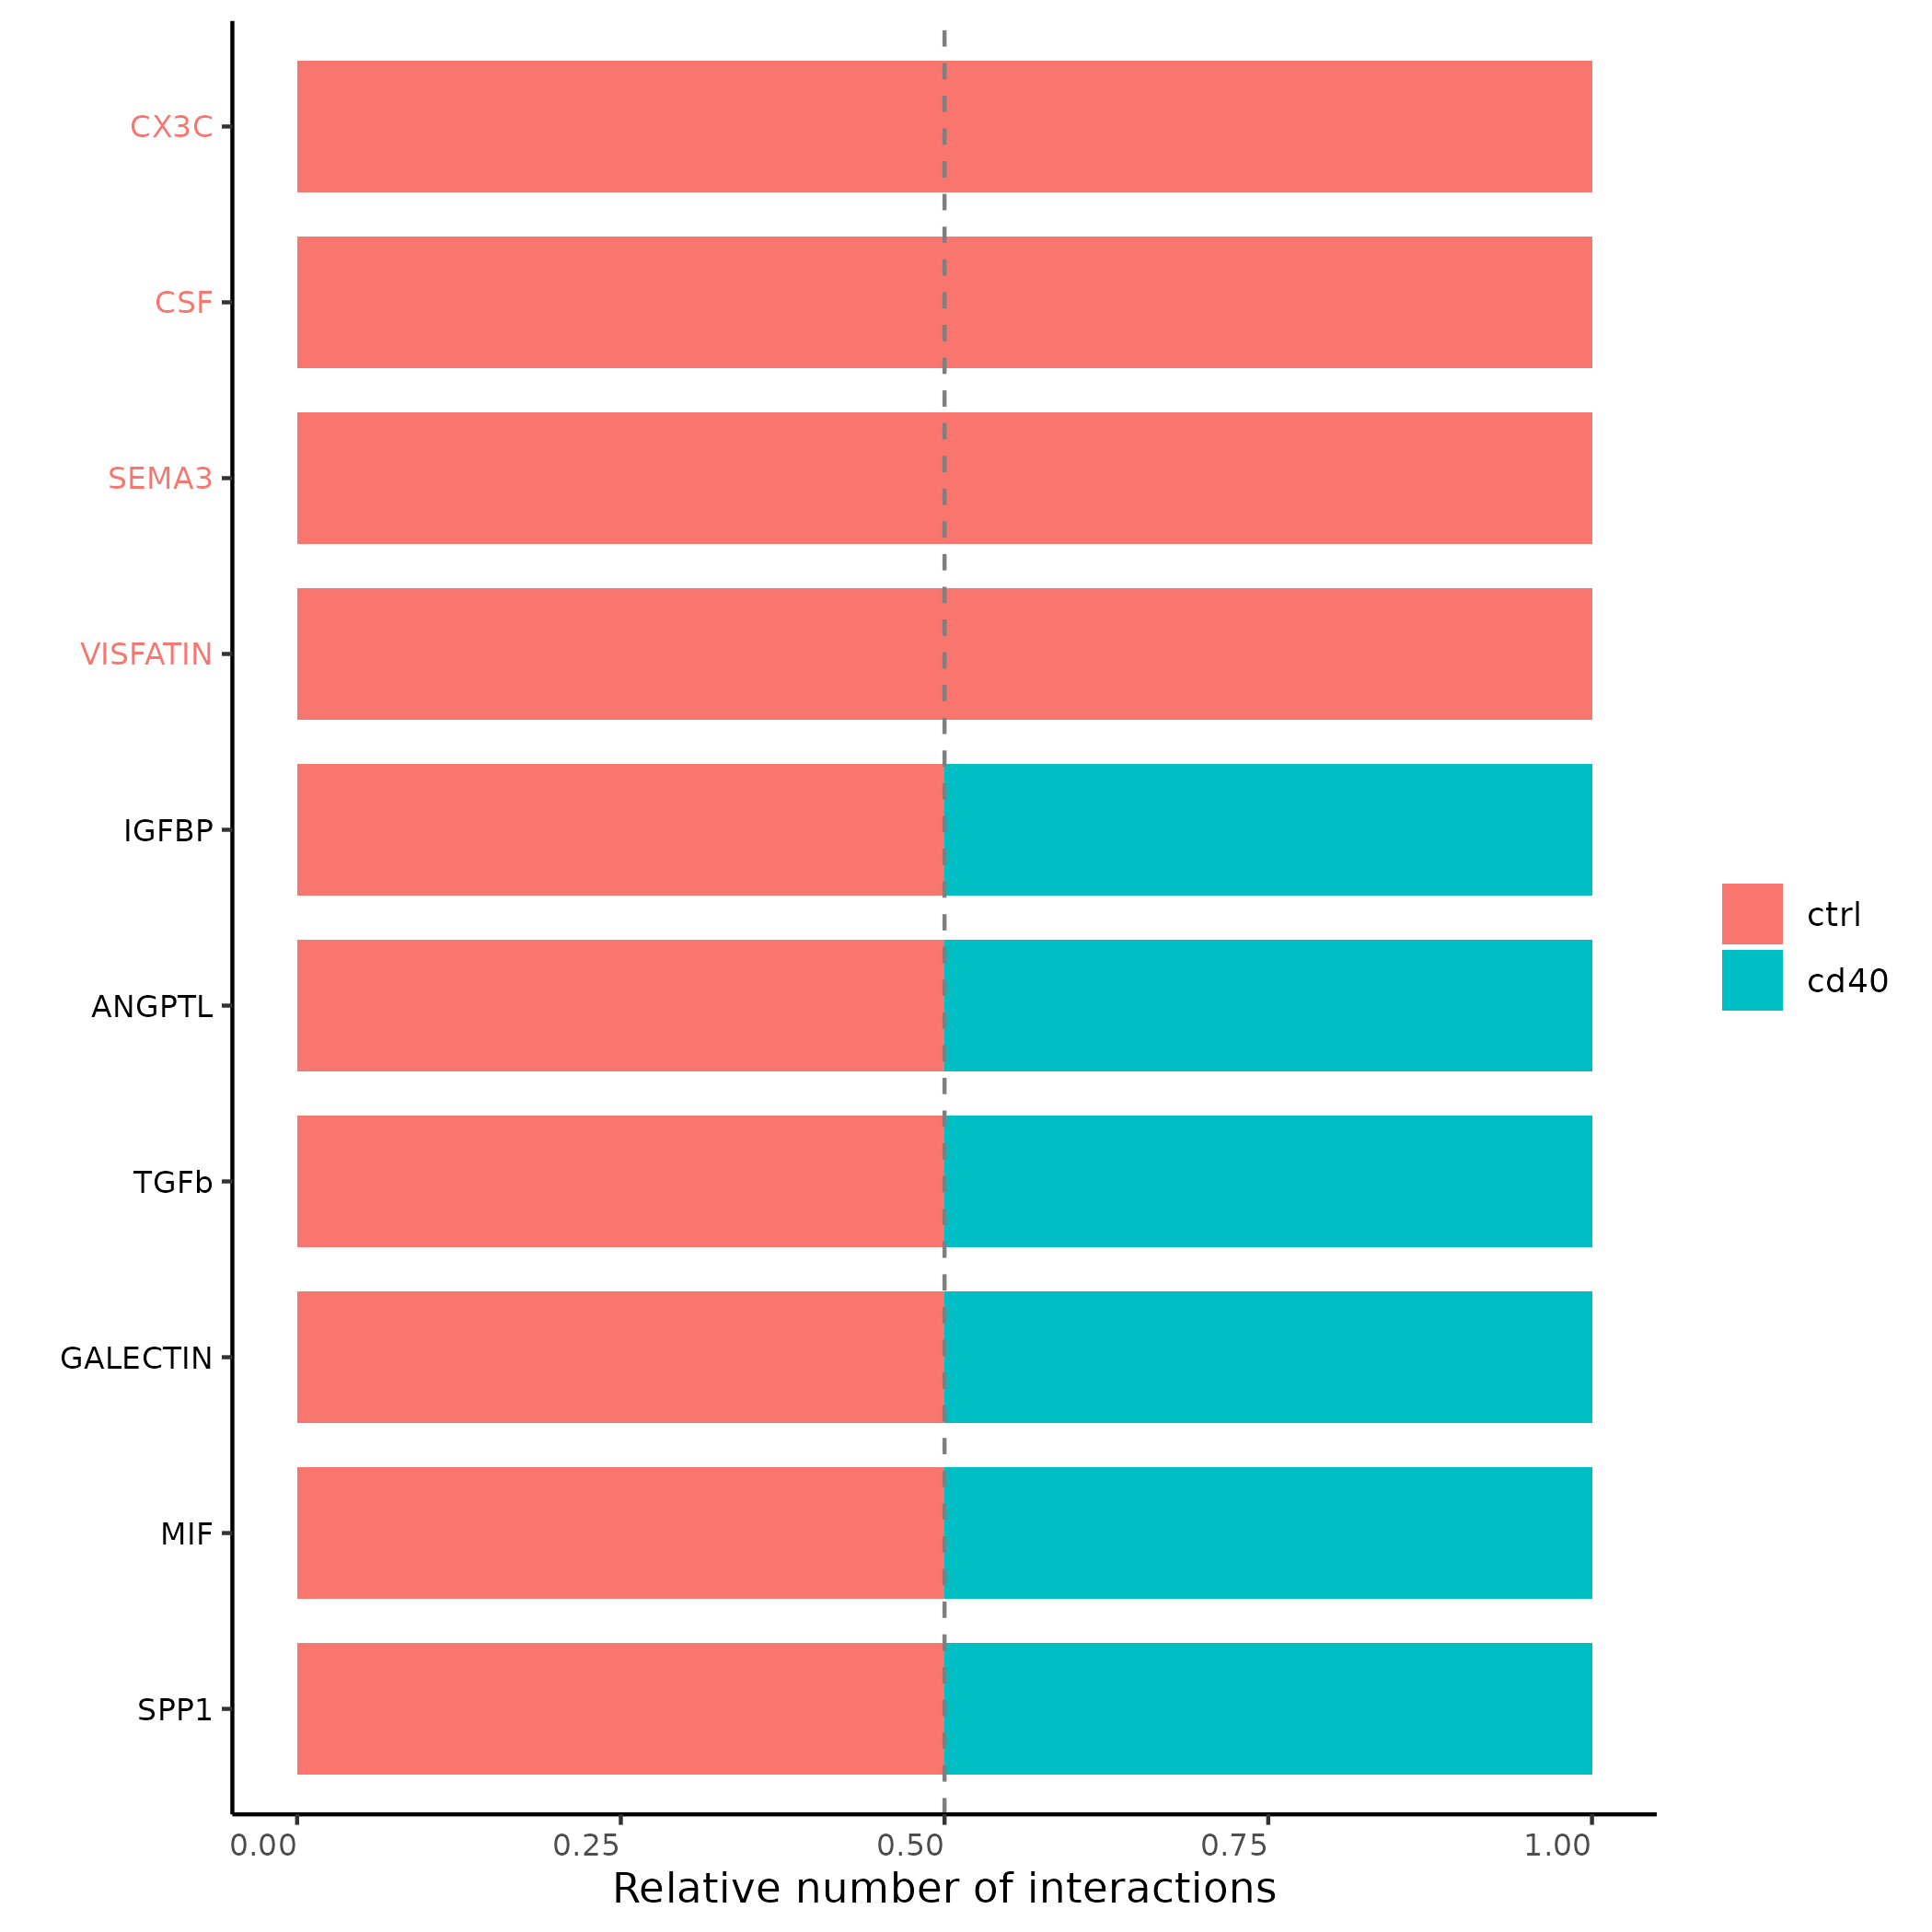 CX3C
CSF
SEMA3
VISFATIN
IGFBP
ANGPTL
TGFb
GALECTIN
MIF
SPP1
ctrl
cd40
0.00 0.25 0.50 0.75 1.00
Relative number of interactions